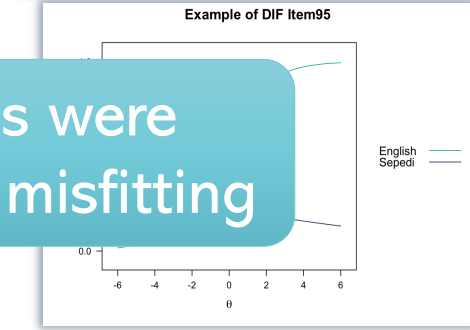 Example of DIF Item95
s were
misfitting
English
Sepedi
0.0
-6 -4 -2 0 2 4 6
θ